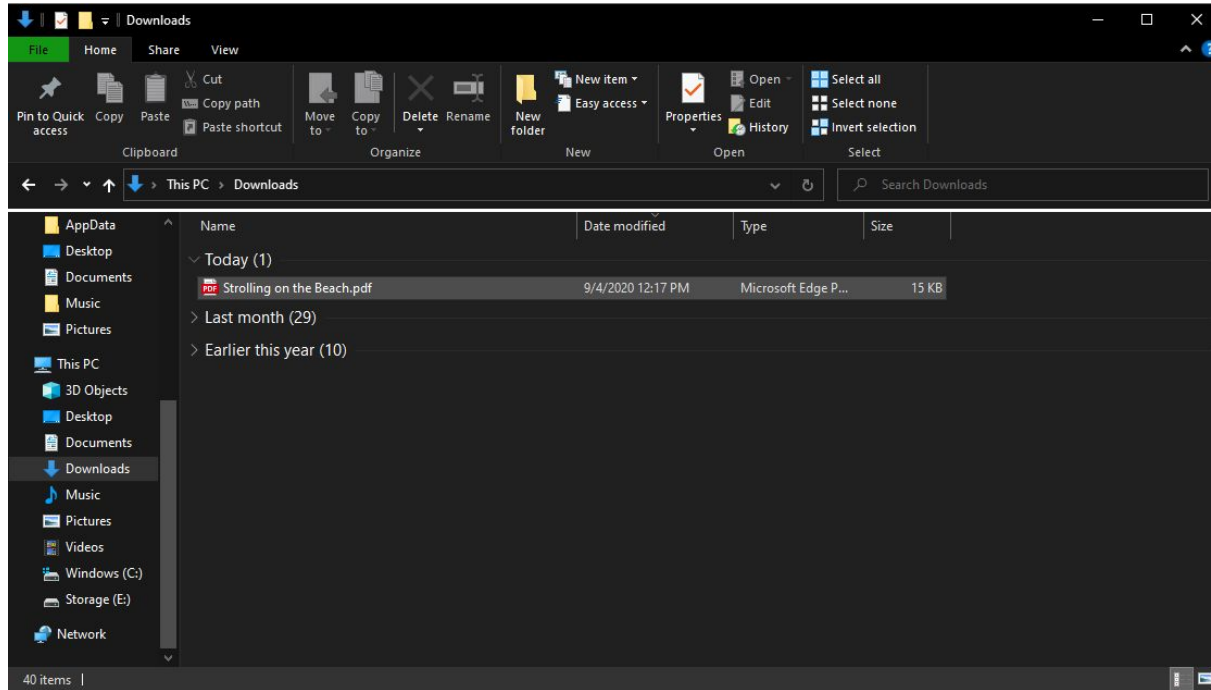 Downloads
File Home Share View
Pin to Quick access Copy Paste Cut Copy path Paste shortcut Move to Copy to Delete Rename New folder New item Easy access Properties Open Edit History Select all Select none Invert selection
Clipboard Organize New Open Select
This PC > Downloads Search Downloads
AppData
Desktop
Documents
Music
Pictures
This PC
3D Objects
Desktop
Documents
Downloads
Music
Pictures
Videos
Windows (C:)
Storage (E:)
Network
Name Date modified Type Size
Today (1)
PDF Strolling on the Beach.pdf 9/4/2020 12:17 PM Microsoft Edge P... 15 KB
Last month (29)
Earlier this year (10)
40 items